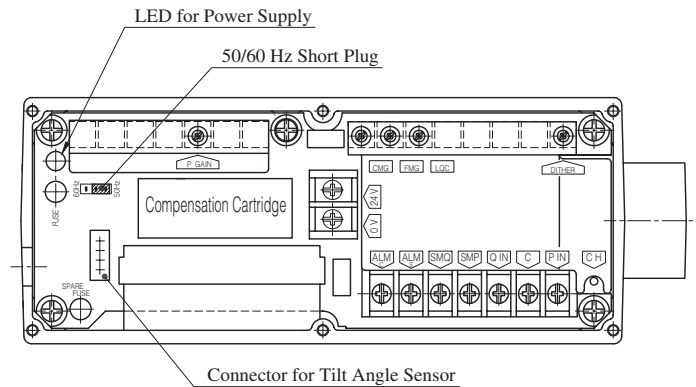 LED for Power Supply
50/60 Hz Short Plug
P GAIN
CMG FMG LQC
DITHER
60Hz 50Hz
FUSE
Compensation Cartridge
24 V
0 V
ALM C ALM E SMQ SMP Q IN C P IN C H
SPARE FUSE
Connector for Tilt Angle Sensor